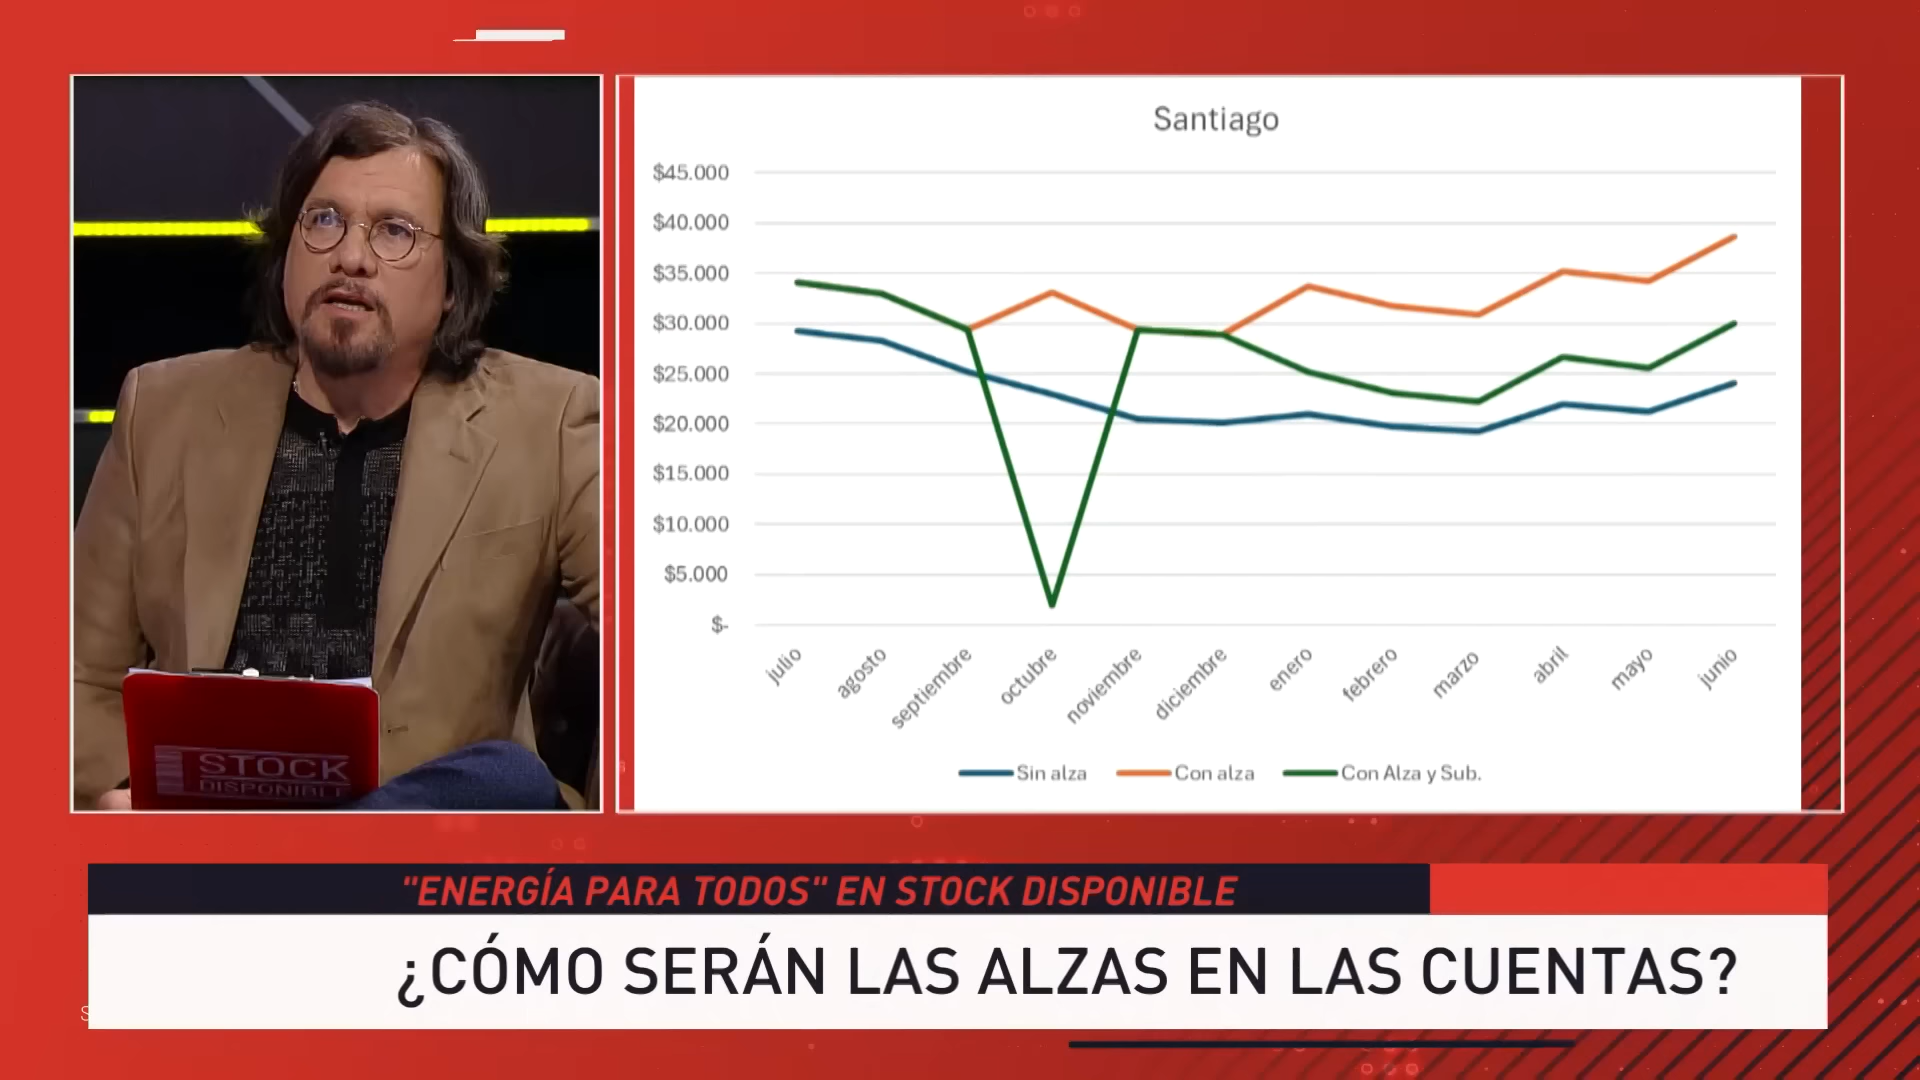 Santiago
$45.000
$40.000
$35.000
$30.000
$25.000
$20.000
$15.000
$10.000
$5.000
$-
julio
agosto
septiembre
octubre
noviembre
diciembre
enero
febrero
marzo
abril
mayo
junio
Sin alza
Con alza
Con Alza y Sub.
STOCK
DISPONIBLE
"ENERGÍA PARA TODOS" EN STOCK DISPONIBLE
¿CÓMO SERÁN LAS ALZAS EN LAS CUENTAS?